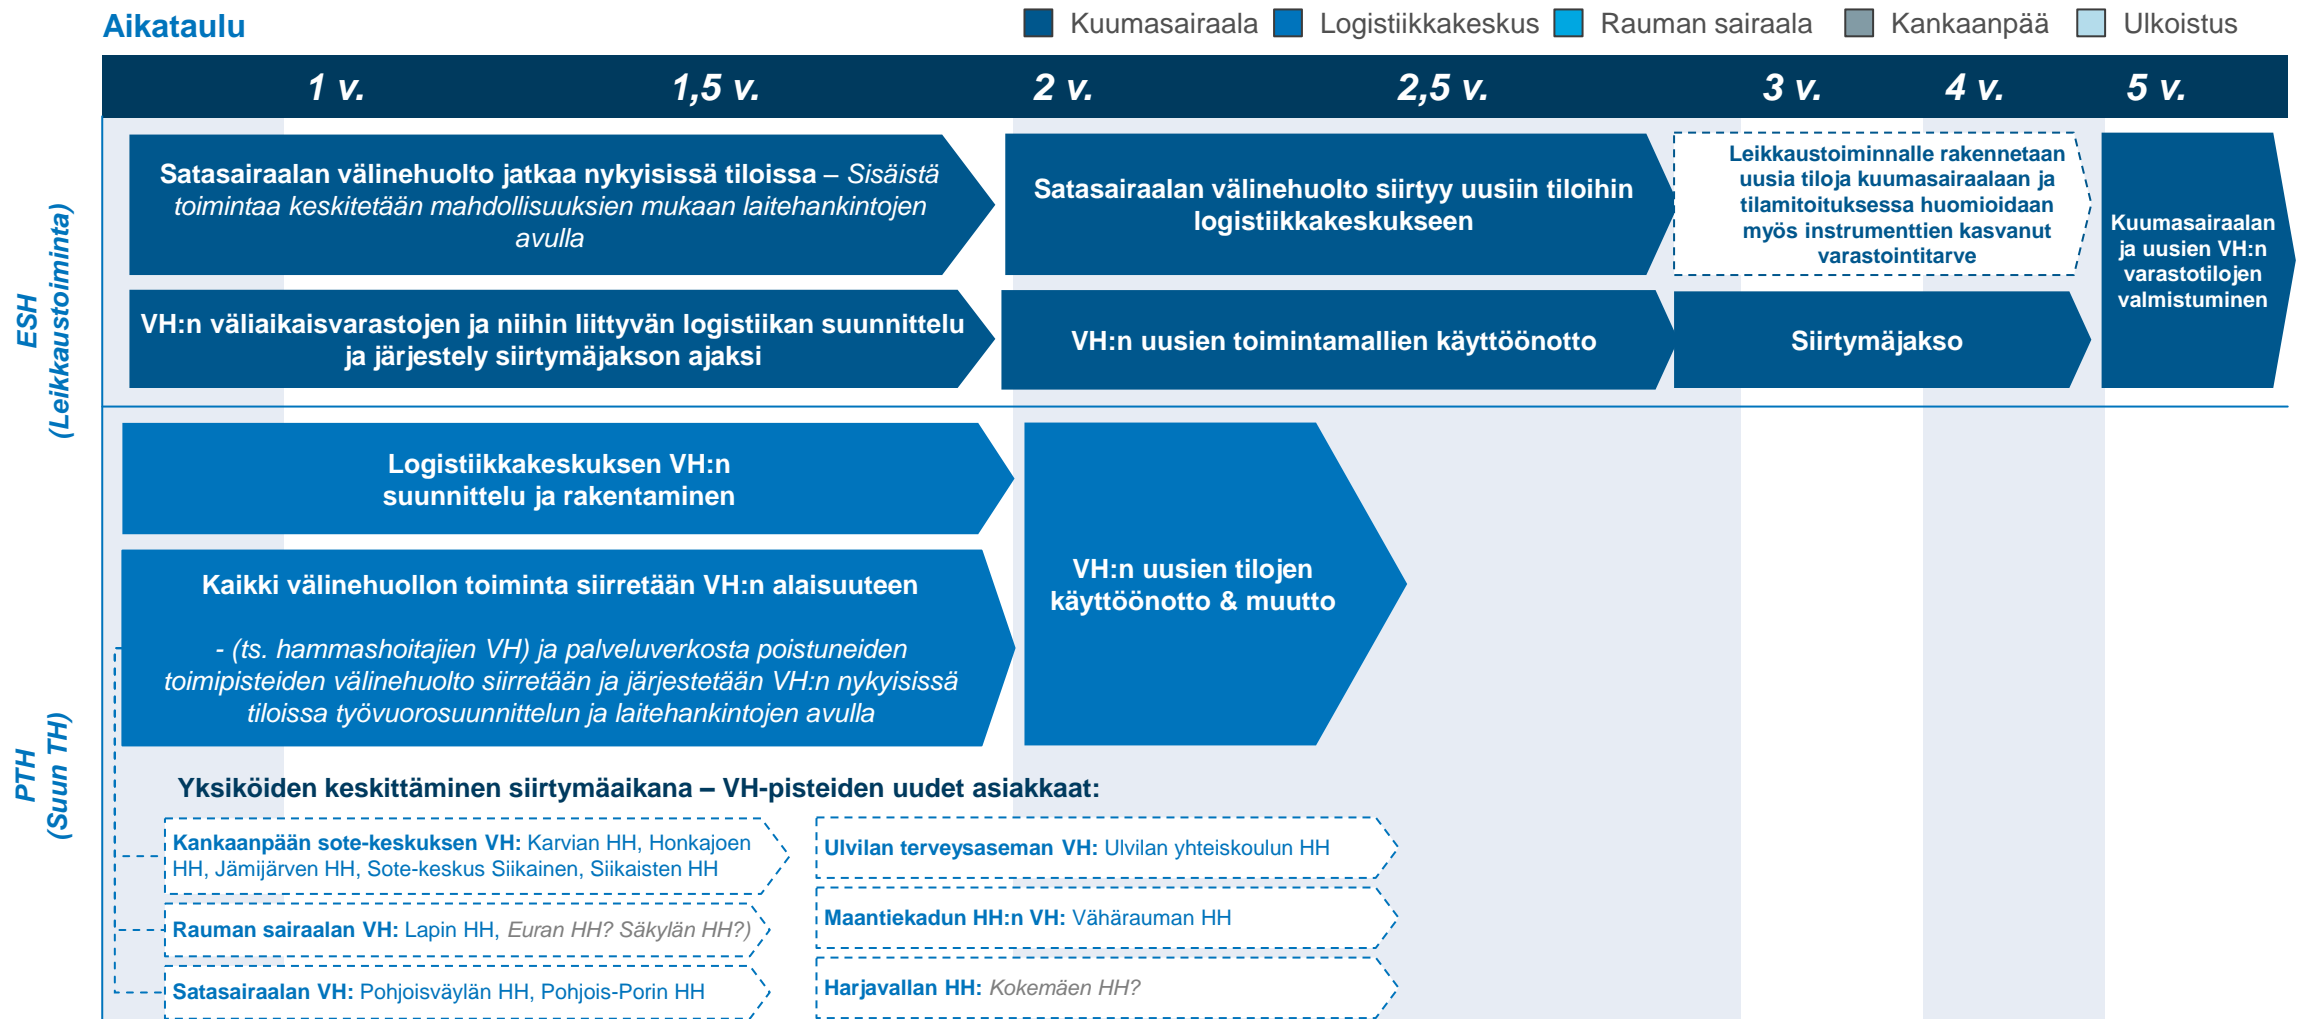 Aikataulu
Kuumasairaala
Logistiikkakeskus
Rauman sairaala
Kankaanpää
Ulkoistus
1 v.
1,5 v.
2 v.
2,5 v.
3 v.
4 v.
5 v.
ESH
(Leikkaustoiminta)
Satasairaalan välinehuolto jatkaa nykyisissä tiloissa – Sisäistä
toimintaa keskitetään mahdollisuuksien mukaan laitehankintojen
avulla
Satasairaalan välinehuolto siirtyy uusiin tiloihin
logistiikkakeskukseen
Leikkaustoiminnalle rakennetaan
uusia tiloja kuumasairaalaan ja
tilamitoituksessa huomioidaan
myös instrumenttien kasvanut
varastointitarve
Kuumasairaalan
ja uusien VH:n
varastotilojen
valmistuminen
VH:n väliaikaisvarastojen ja niihin liittyvän logistiikan suunnittelu
ja järjestely siirtymäjakson ajaksi
VH:n uusien toimintamallien käyttöönotto
Siirtymäjakso
PTH
(Suun TH)
Logistiikkakeskuksen VH:n
suunnittelu ja rakentaminen
Kaikki välinehuollon toiminta siirretään VH:n alaisuuteen
- (ts. hammashoitajien VH) ja palveluverkosta poistuneiden
toimipisteiden välinehuolto siirretään ja järjestetään VH:n nykyisissä
tiloissa työvuorosuunnittelun ja laitehankintojen avulla
VH:n uusien tilojen
käyttöönotto & muutto
Yksiköiden keskittäminen siirtymäaikana – VH-pisteiden uudet asiakkaat:
Kankaanpään sote-keskuksen VH: Karvian HH, Honkajoen
HH, Jämijärven HH, Sote-keskus Siikainen, Siikaisten HH
Rauman sairaalan VH: Lapin HH, Euran HH? Säkylän HH?)
Satasairaalan VH: Pohjoisväylän HH, Pohjois-Porin HH
Ulvilan terveysaseman VH: Ulvilan yhteiskoulun HH
Maantiekadun HH:n VH: Vähärauman HH
Harjavallan HH: Kokemäen HH?